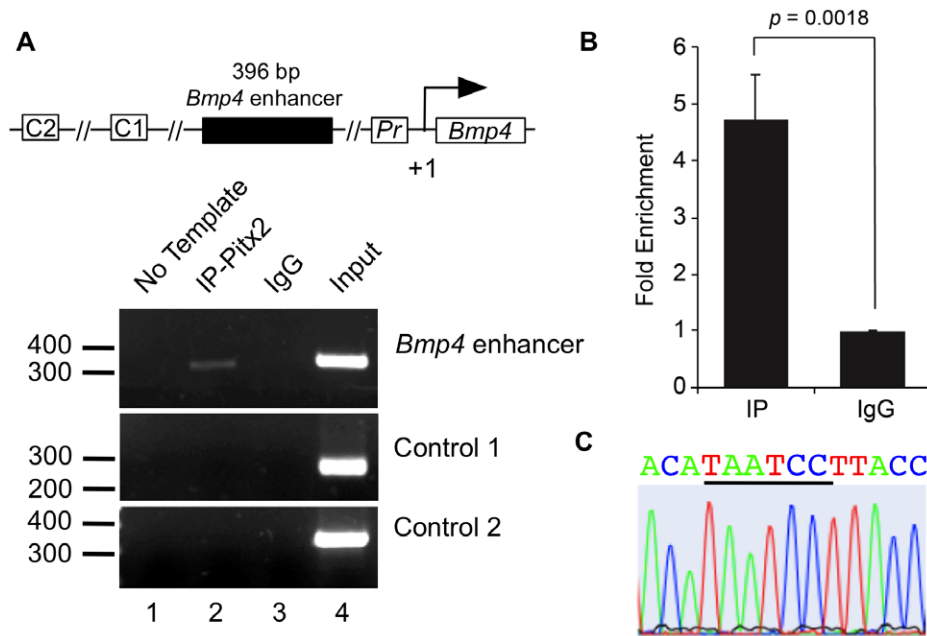 A
396 bp
Bmp4 enhancer
C2 // C1 // // Pr Bmp4
+1
No Template
IP-Pitx2
IgG
Input
400
300
Bmp4 enhancer
300
200
Control 1
400
300
Control 2
1 2 3 4
B
p = 0.0018
Fold Enrichment
6
5
4
3
2
1
0
IP IgG
C
ACATAATCCTTACC